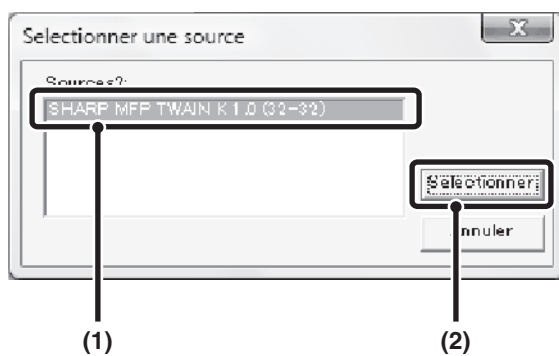 Selectionner une source
Sources?:
SHARP MFP TWAIN K 1.0 (32-32)
Selectionner
Annuler
(1)
(2)